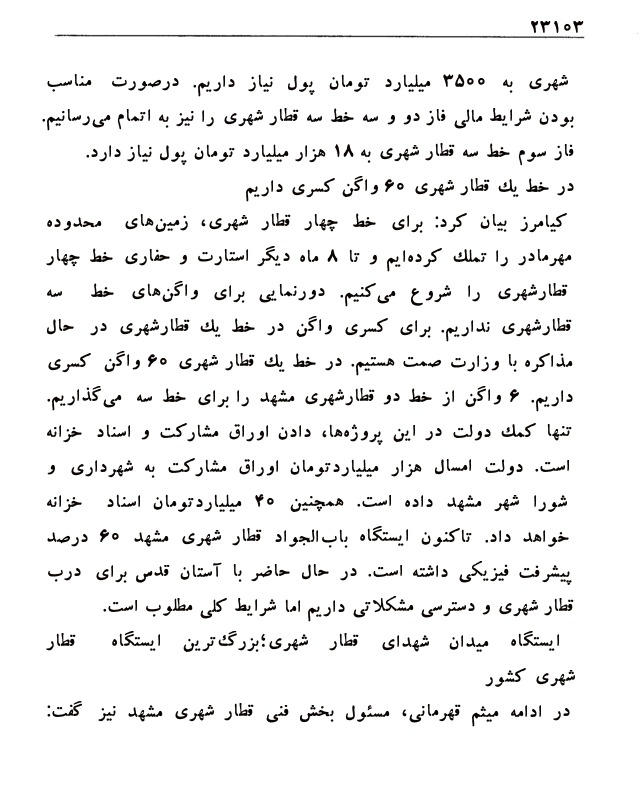 ۲۳۱۰۳
شهری به ۳۵۰۰ میلیارد تومان پول نیاز داریم. درصورت مناسب
بودن شرایط مالی فاز دو و سه خط سه قطار شهری را نیز به اتمام می‌رسانیم.
فاز سوم خط سه قطار شهری به ۱۸ هزار میلیارد تومان پول نیاز دارد.
در خط یك قطار شهری ۶۰ واگن کسری داریم
کیامرز بیان کرد: برای خط چهار قطار شهری، زمین‌های محدوده
مهرمادر را تملك کرده‌ایم و تا ۸ ماه دیگر استارت و حفاری خط چهار
قطارشهری را شروع می‌کنیم. دورنمایی برای واگن‌های خط سه
قطارشهری نداریم. برای کسری واگن در خط یك قطارشهری در حال
مذاکره با وزارت صمت هستیم. در خط یك قطار شهری ۶۰ واگن کسری
داریم. ۶ واگن از خط دو قطارشهری مشهد را برای خط سه می‌گذاریم.
تنها کمك دولت در این پروژه‌ها، دادن اوراق مشارکت و اسناد خزانه
است. دولت امسال هزار میلیاردتومان اوراق مشارکت به شهرداری و
شورا شهر مشهد داده است. همچنین ۴۰ میلیاردتومان اسناد خزانه
خواهد داد. تاکنون ایستگاه باب‌الجواد قطار شهری مشهد ۶۰ درصد
پیشرفت فیزیکی داشته است. در حال حاضر با آستان قدس برای درب
قطار شهری و دسترسی مشکلاتی داریم اما شرایط کلی مطلوب است.
ایستگاه میدان شهدای قطار شهری؛بزرگ‌ترین ایستگاه قطار
شهری کشور
در ادامه میثم قهرمانی، مسئول بخش فنی قطار شهری مشهد نیز گفت: